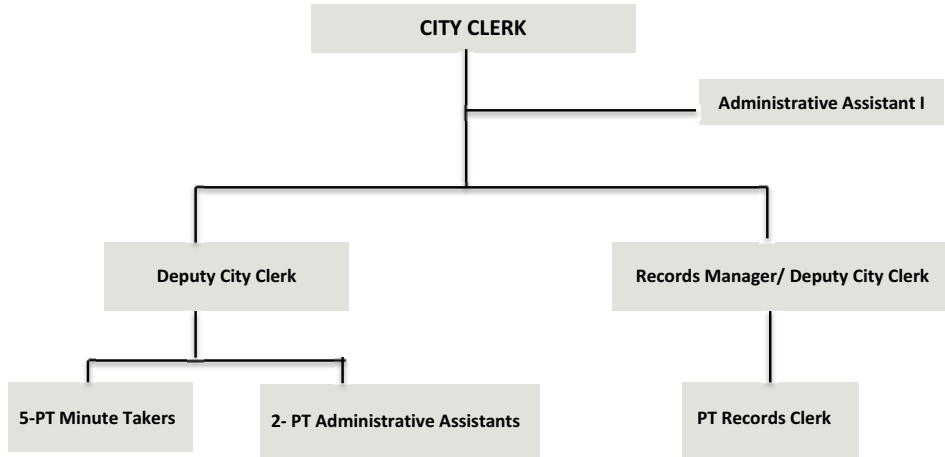 CITY CLERK
Administrative Assistant I
Deputy City Clerk
Records Manager/ Deputy City Clerk
5-PT Minute Takers
2- PT Administrative Assistants
PT Records Clerk